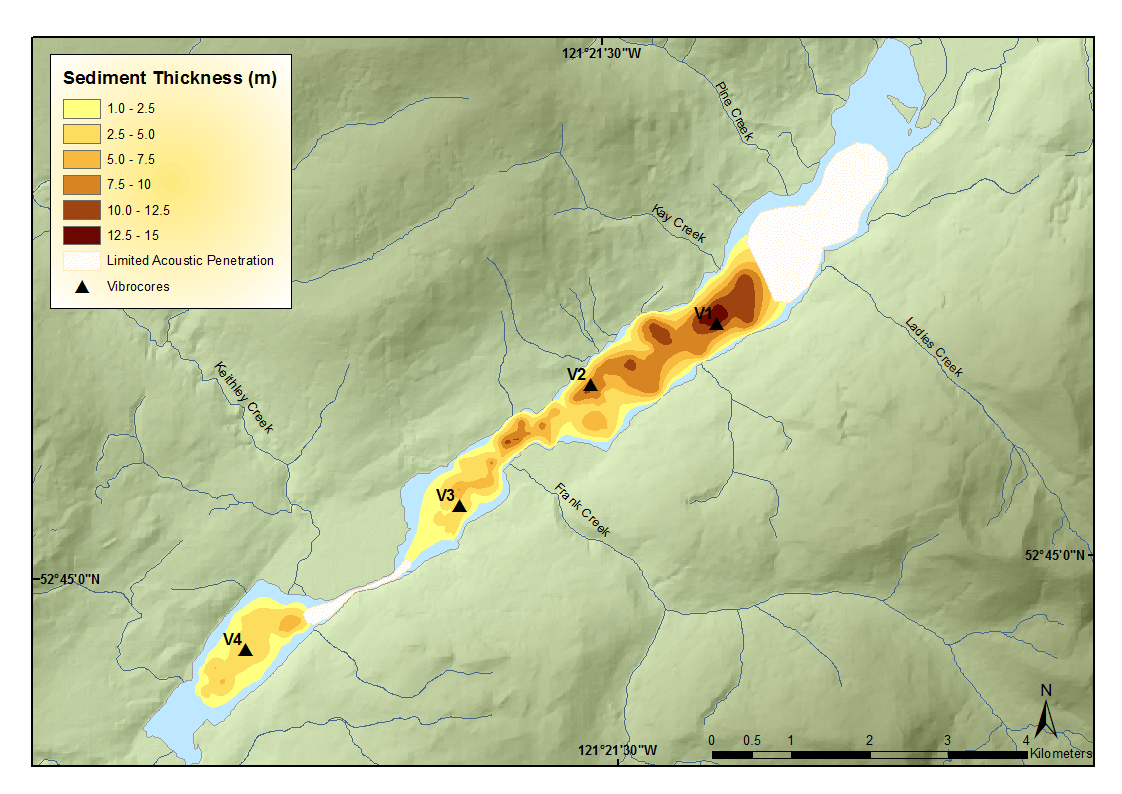 121°21'30"W
Sediment Thickness (m)
1.0 - 2.5
2.5 - 5.0
5.0 - 7.5
7.5 - 10
10.0 - 12.5
12.5 - 15
Limited Acoustic Penetration
Vibrocores
Pine Creek
Kay Creek
V1
Ladies Creek
V2
Keithley Creek
V3
Frank Creek
52°45'0"N
52°45'0"N
V4
N
121°21'30"W
0 0.5 1 2 3 4
Kilometers